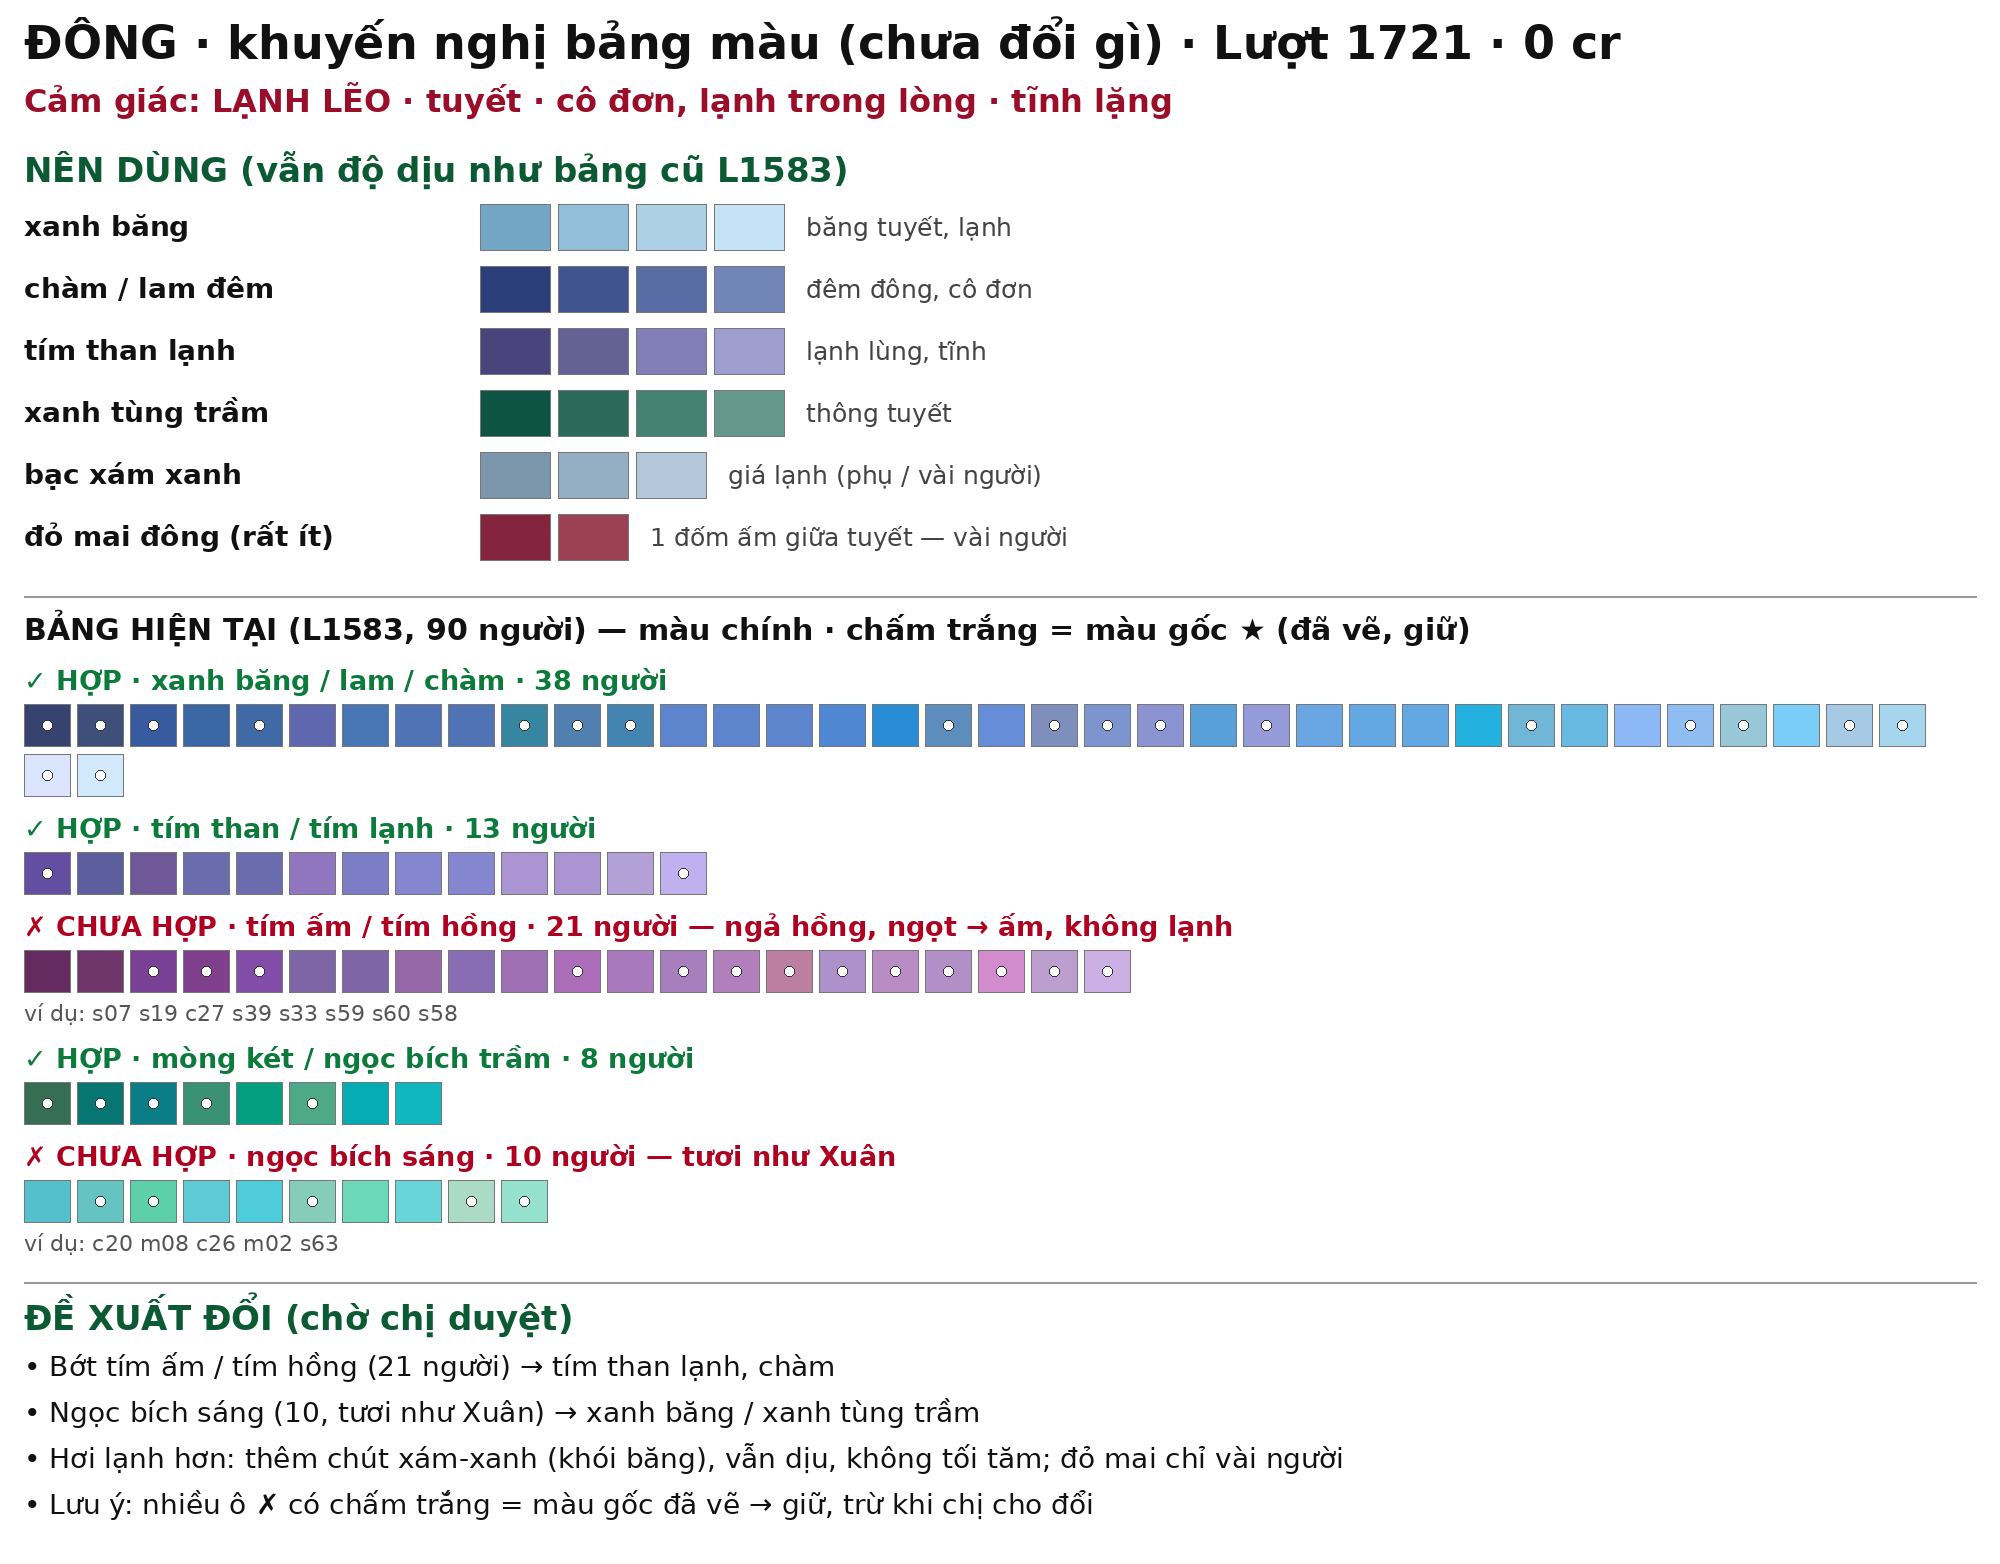 ĐÔNG · khuyến nghị bảng màu (chưa đổi gì) · Lượt 1721 · 0 cr
Cảm giác: LẠNH LẼO · tuyết · cô đơn, lạnh trong lòng · tĩnh lặng
NÊN DÙNG (vẫn độ dịu như bảng cũ L1583)
xanh băng băng tuyết, lạnh
chàm / lam đêm đêm đông, cô đơn
tím than lạnh lạnh lùng, tĩnh
xanh tùng trầm thông tuyết
bạc xám xanh giá lạnh (phụ / vài người)
đỏ mai đông (rất ít) 1 đốm ấm giữa tuyết — vài người
BẢNG HIỆN TẠI (L1583, 90 người) — màu chính · chấm trắng = màu gốc ★ (đã vẽ, giữ)
✓ HỢP · xanh băng / lam / chàm · 38 người
✓ HỢP · tím than / tím lạnh · 13 người
✗ CHƯA HỢP · tím ấm / tím hồng · 21 người — ngả hồng, ngọt → ấm, không lạnh
ví dụ: s07 s19 c27 s39 s33 s59 s60 s58
✓ HỢP · mòng két / ngọc bích trầm · 8 người
✗ CHƯA HỢP · ngọc bích sáng · 10 người — tươi như Xuân
ví dụ: c20 m08 c26 m02 s63
ĐỀ XUẤT ĐỔI (chờ chị duyệt)
• Bớt tím ấm / tím hồng (21 người) → tím than lạnh, chàm
• Ngọc bích sáng (10, tươi như Xuân) → xanh băng / xanh tùng trầm
• Hơi lạnh hơn: thêm chút xám-xanh (khói băng), vẫn dịu, không tối tăm; đỏ mai chỉ vài người
• Lưu ý: nhiều ô ✗ có chấm trắng = màu gốc đã vẽ → giữ, trừ khi chị cho đổi